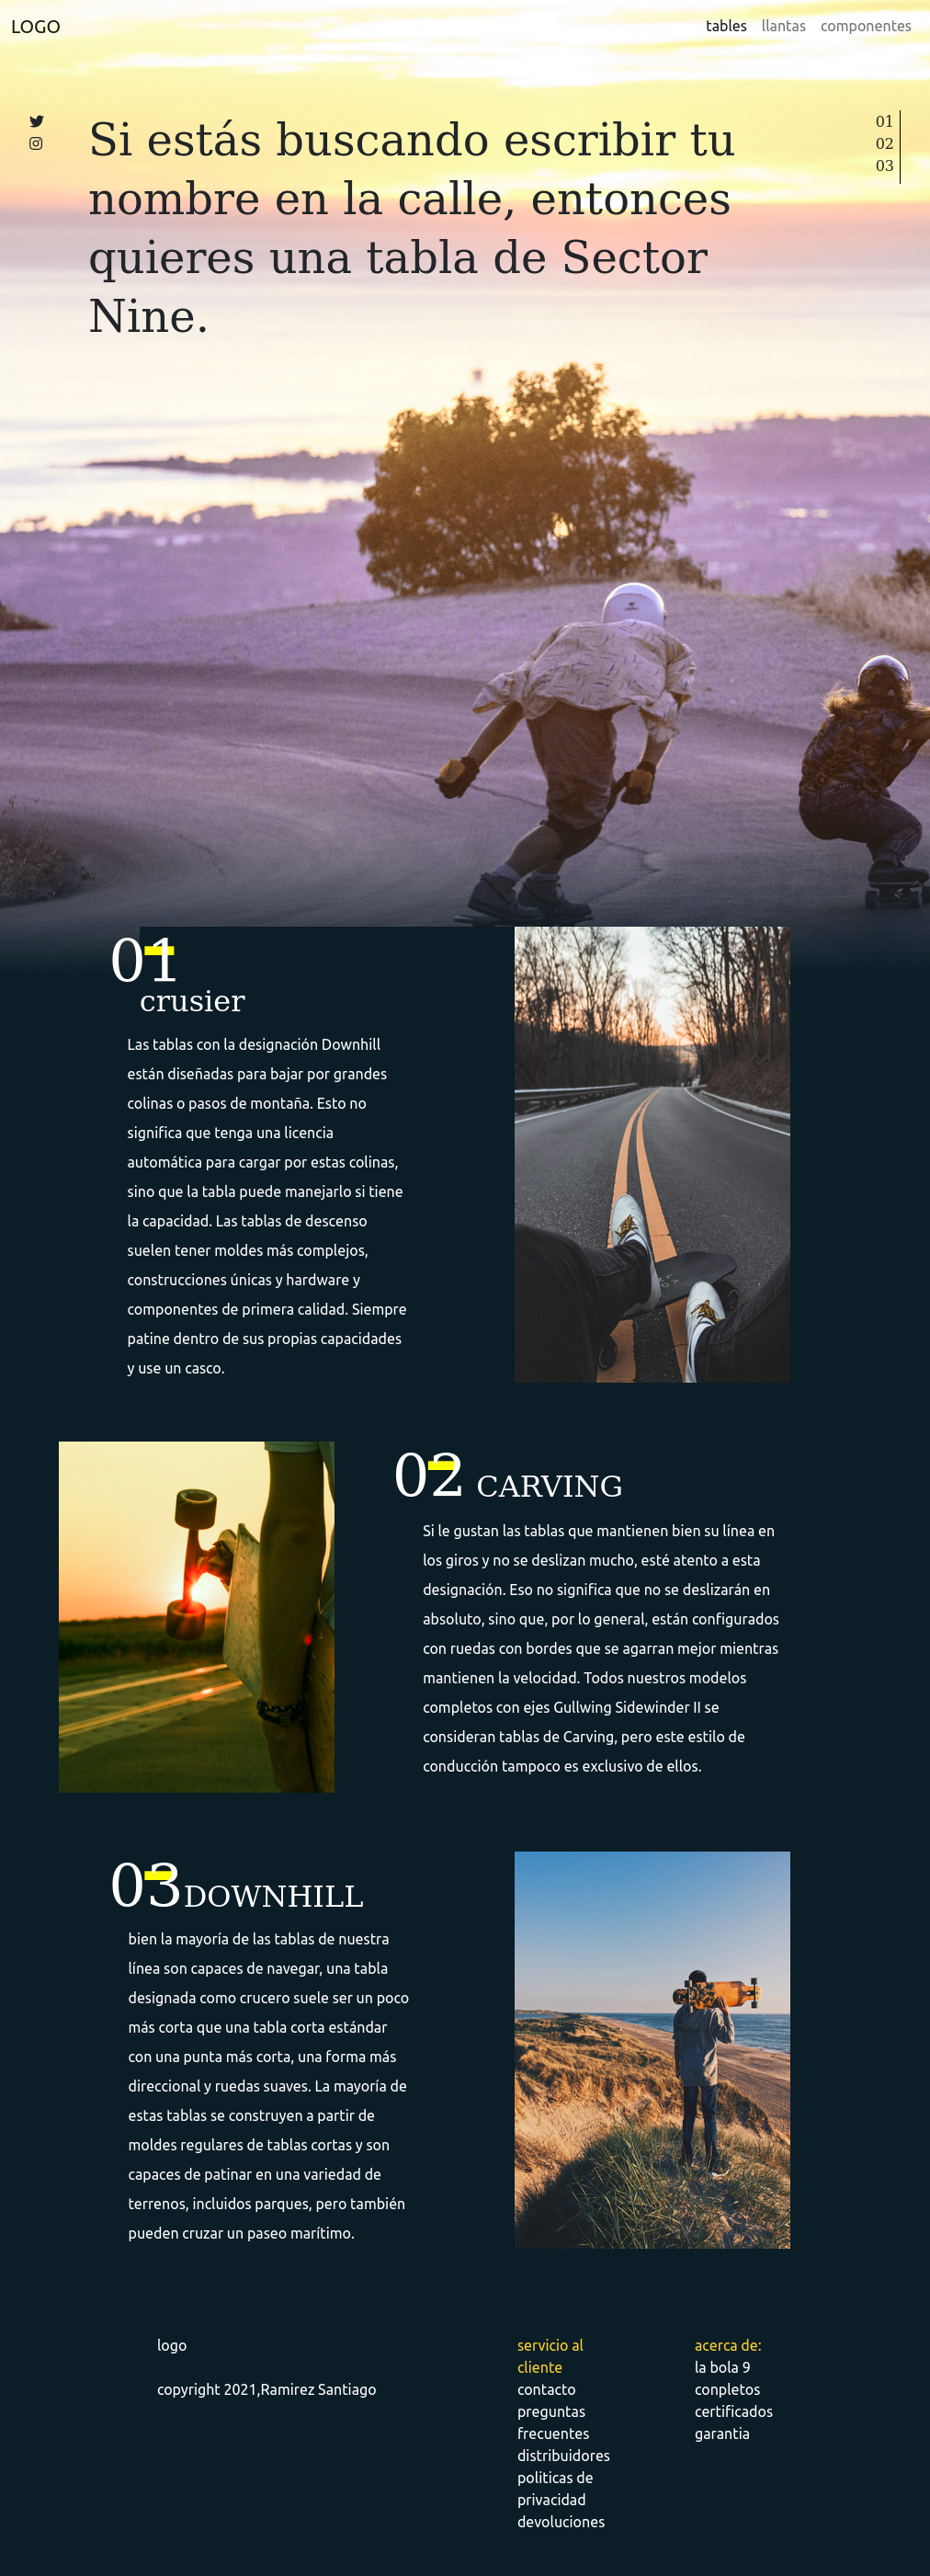 LOGO
tables llantas componentes
Si estás buscando escribir tu
nombre en la calle, entonces
quieres una tabla de Sector
Nine.
01
02
03
01
crusier
Las tablas con la designación Downhill
están diseñadas para bajar por grandes
colinas o pasos de montaña. Esto no
significa que tenga una licencia
automática para cargar por estas colinas,
sino que la tabla puede manejarlo si tiene
la capacidad. Las tablas de descenso
suelen tener moldes más complejos,
construcciones únicas y hardware y
componentes de primera calidad. Siempre
patine dentro de sus propias capacidades
y use un casco.
02 CARVING
Si le gustan las tablas que mantienen bien su línea en
los giros y no se deslizan mucho, esté atento a esta
designación. Eso no significa que no se deslizarán en
absoluto, sino que, por lo general, están configurados
con ruedas con bordes que se agarran mejor mientras
mantienen la velocidad. Todos nuestros modelos
completos con ejes Gullwing Sidewinder II se
consideran tablas de Carving, pero este estilo de
conducción tampoco es exclusivo de ellos.
03 DOWNHILL
bien la mayoría de las tablas de nuestra
línea son capaces de navegar, una tabla
designada como crucero suele ser un poco
más corta que una tabla corta estándar
con una punta más corta, una forma más
direccional y ruedas suaves. La mayoría de
estas tablas se construyen a partir de
moldes regulares de tablas cortas y son
capaces de patinar en una variedad de
terrenos, incluidos parques, pero también
pueden cruzar un paseo marítimo.
logo
copyright 2021,Ramirez Santiago
servicio al
cliente
contacto
preguntas
frecuentes
distribuidores
politicas de
privacidad
devoluciones
acerca de:
la bola 9
conpletos
certificados
garantia